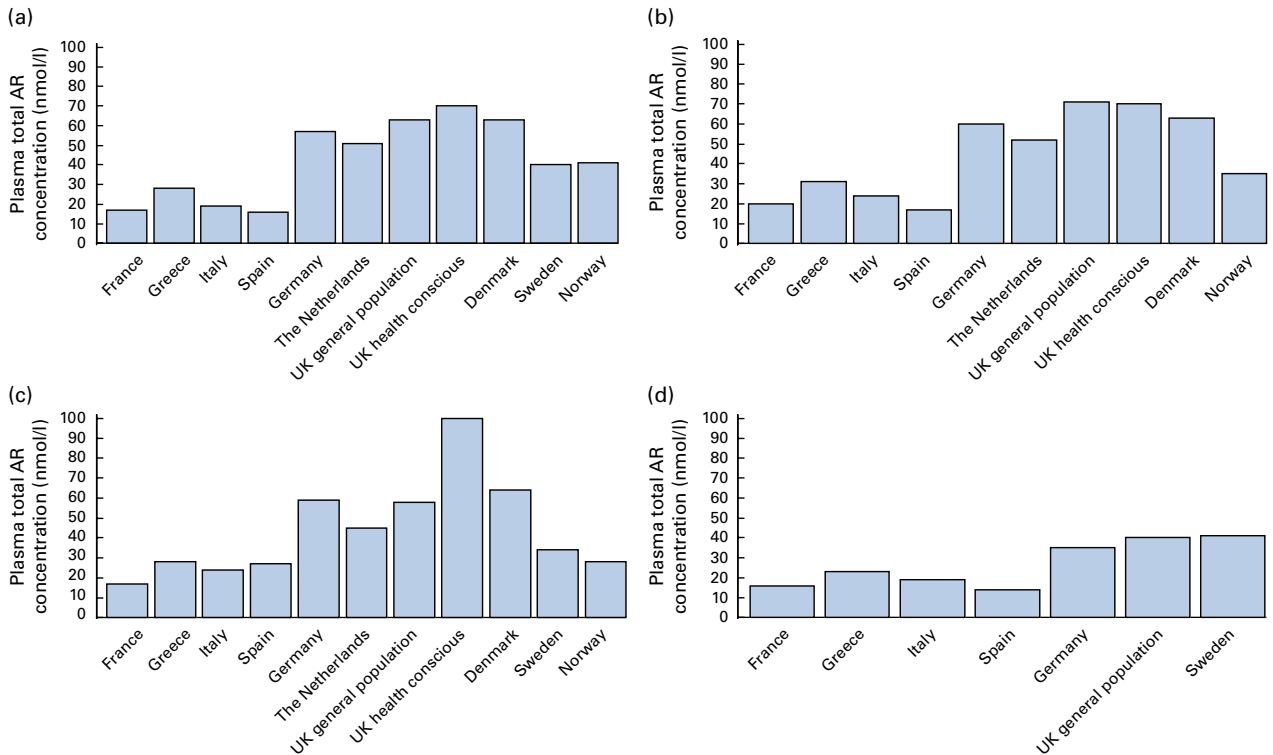 (a)
Plasma total AR
concentration (nmol/l)
100
90
80
70
60
50
40
30
20
10
0
France
Greece
Italy
Spain
Germany
The Netherlands
UK general population
UK health conscious
Denmark
Sweden
Norway
(b)
Plasma total AR
concentration (nmol/l)
100
90
80
70
60
50
40
30
20
10
0
France
Greece
Italy
Spain
Germany
The Netherlands
UK general population
UK health conscious
Denmark
Norway
(c)
Plasma total AR
concentration (nmol/l)
100
90
80
70
60
50
40
30
20
10
0
France
Greece
Italy
Spain
Germany
The Netherlands
UK general population
UK health conscious
Denmark
Sweden
Norway
(d)
Plasma total AR
concentration (nmol/l)
100
90
80
70
60
50
40
30
20
10
0
France
Greece
Italy
Spain
Germany
UK general population
Sweden